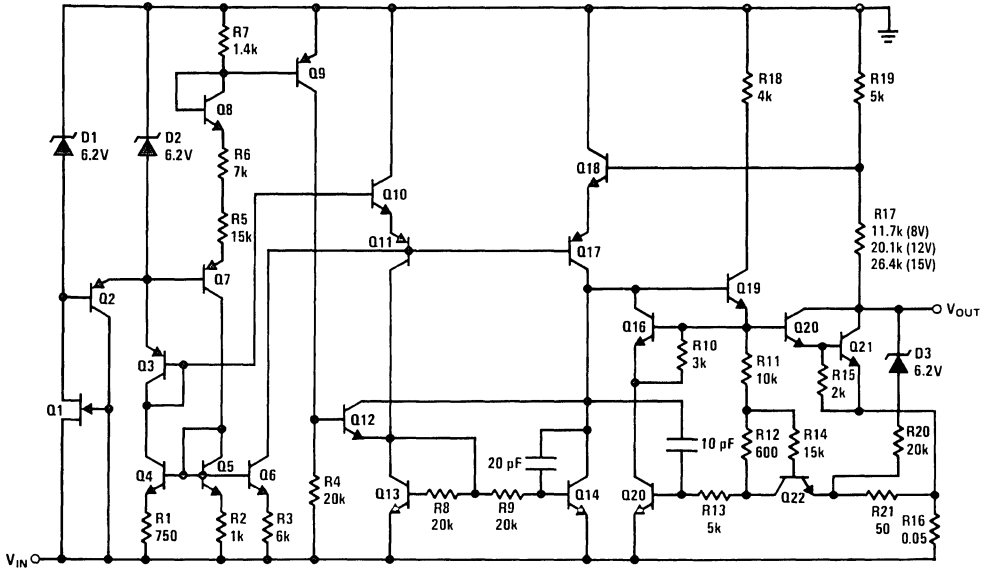 R7
1.4k
Q9
R18
4k
R19
5k
Q8
D1
6.2V
D2
6.2V
R6
7k
Q18
Q10
R5
15k
R17
11.7k (8V)
20.1k (12V)
26.4k (15V)
Q11
Q17
Q2
Q7
Q19
VOUT
Q16
Q20
Q21
R10
3k
D3
6.2V
Q3
R11
10k
R15
2k
Q1
Q12
10 pF
R12
600
R14
15k
R20
20k
20 pF
Q4
Q5
Q6
R4
20k
Q13
R8
20k
R9
20k
Q14
Q20
R13
5k
Q22
R21
50
R16
0.05
R1
750
R2
1k
R3
6k
VIN